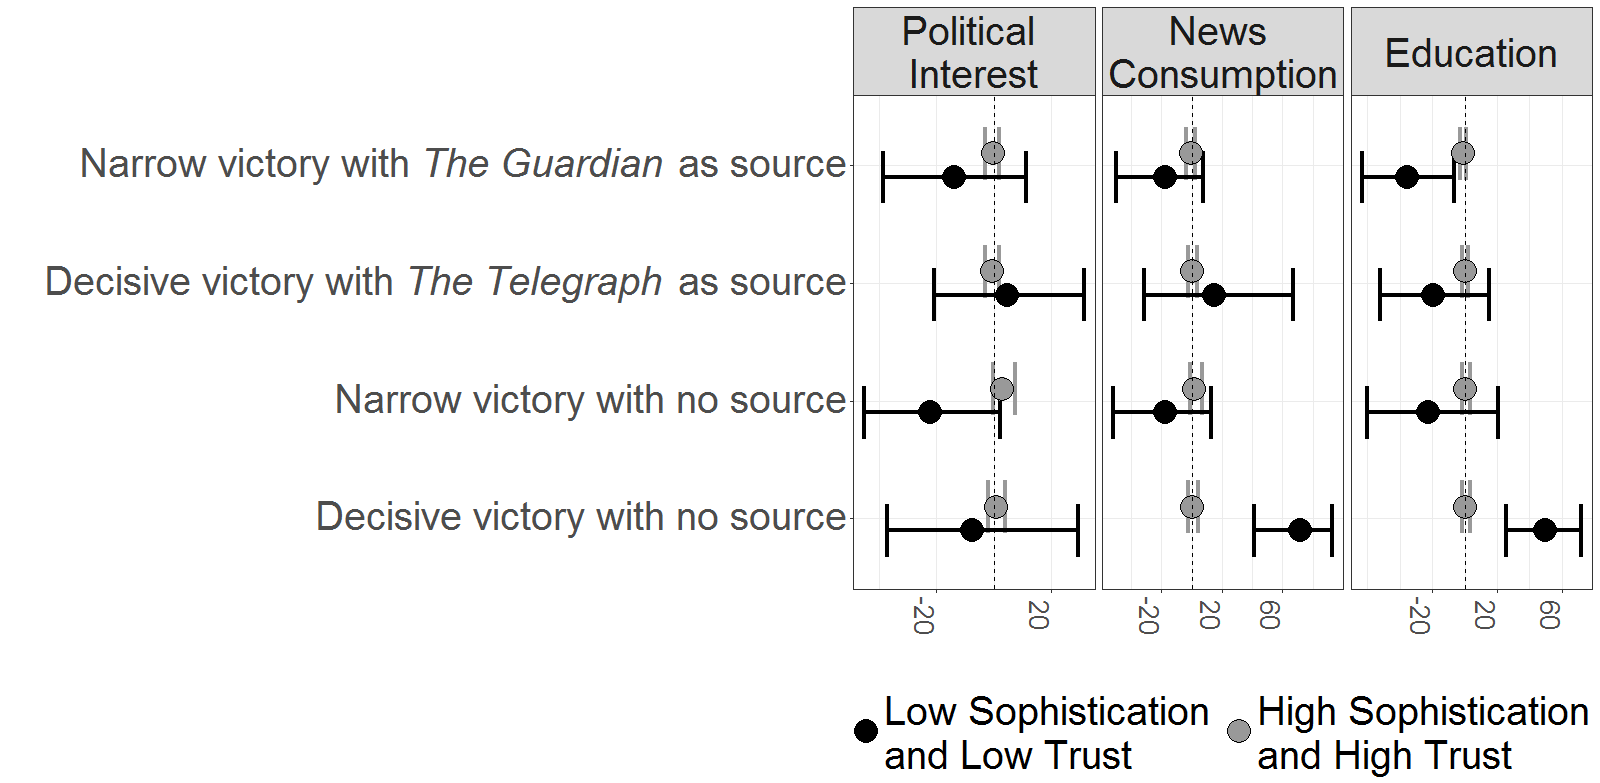 Political
Interest
News
Consumption
Education
Narrow victory with The Guardian as source
Decisive victory with The Telegraph as source
Narrow victory with no source
Decisive victory with no source
-20 20 -20 20 60 -20 20 60
Low Sophistication
and Low Trust
High Sophistication
and High Trust